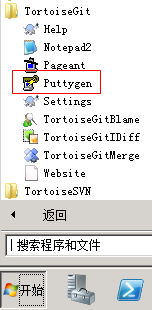 TortoiseGit
Help
Notepad2
Pageant
Puttygen
Settings
TortoiseGitBlame
TortoiseGitIDiff
TortoiseGitMerge
Website
TortoiseSVN
返回
搜索程序和文件
开始